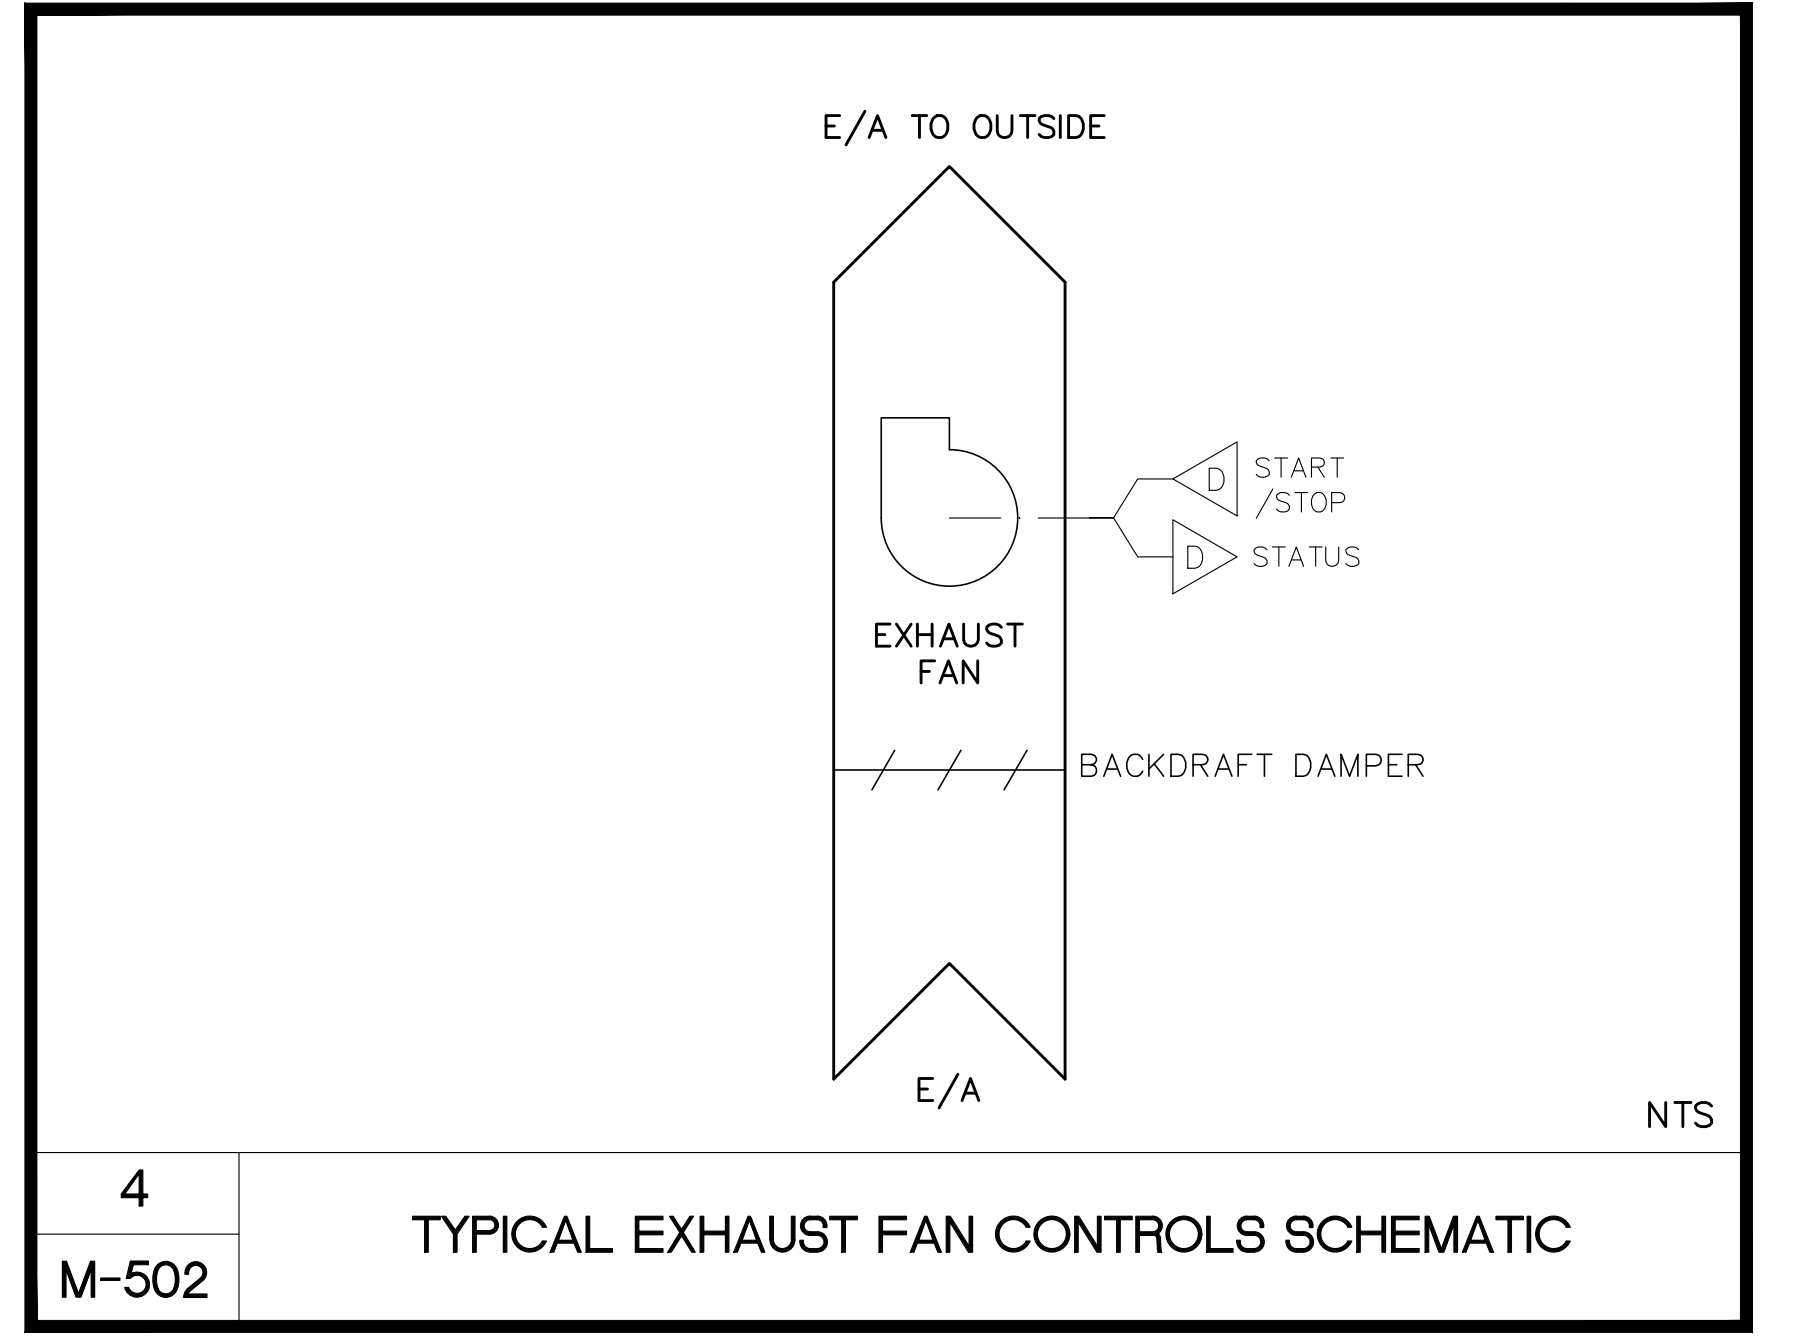 E/A TO OUTSIDE
D START
/STOP
D STATUS
EXHAUST
FAN
BACKDRAFT DAMPER
E/A
NTS
4
M-502
TYPICAL EXHAUST FAN CONTROLS SCHEMATIC